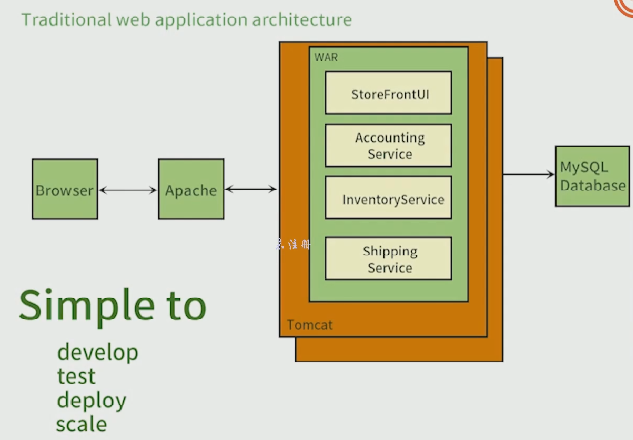 Traditional web application architecture
WAR
StoreFrontUI
Accounting
Service
InventoryService
Shipping
Service
Tomcat
Browser
Apache
MySQL
Database
Simple to
develop
test
deploy
scale